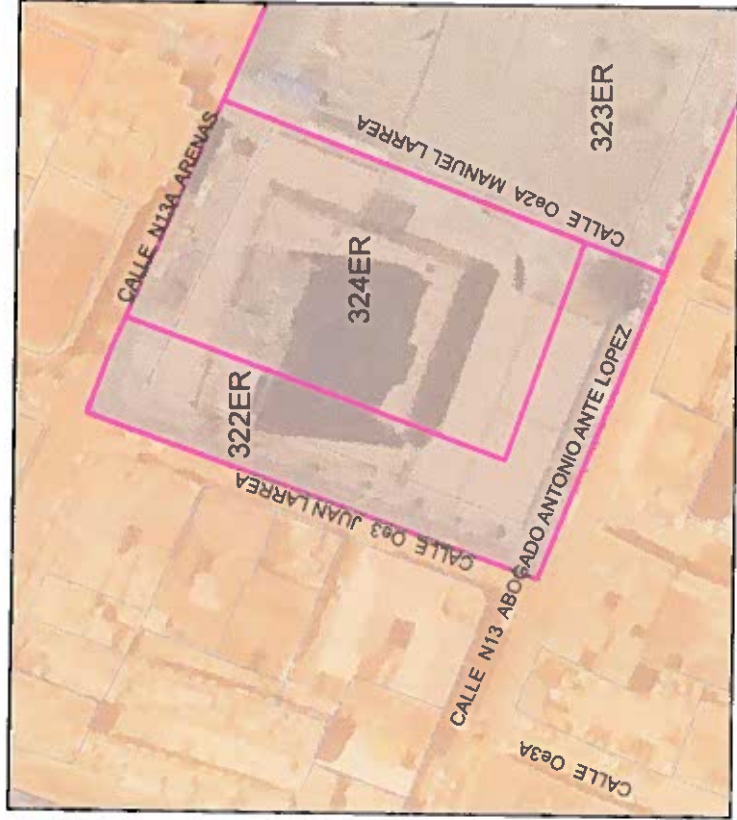 CALLE N13A ARENAS
323ER
CALLE Oe2A MANUEL LARREA
324ER
322ER
CALLE Oe3 JUAN LARREA
CALLE N13 ABOGADO ANTONIO ANTE LOPEZ
CALLE Oe3A